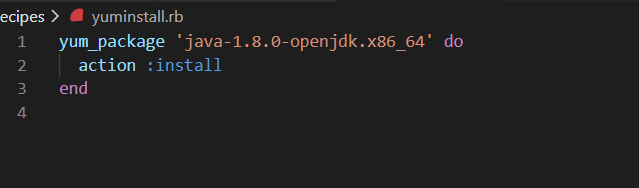 ecipes > yuminstall.rb
1 yum_package 'java-1.8.0-openjdk.x86_64' do
2 action :install
3 end
4